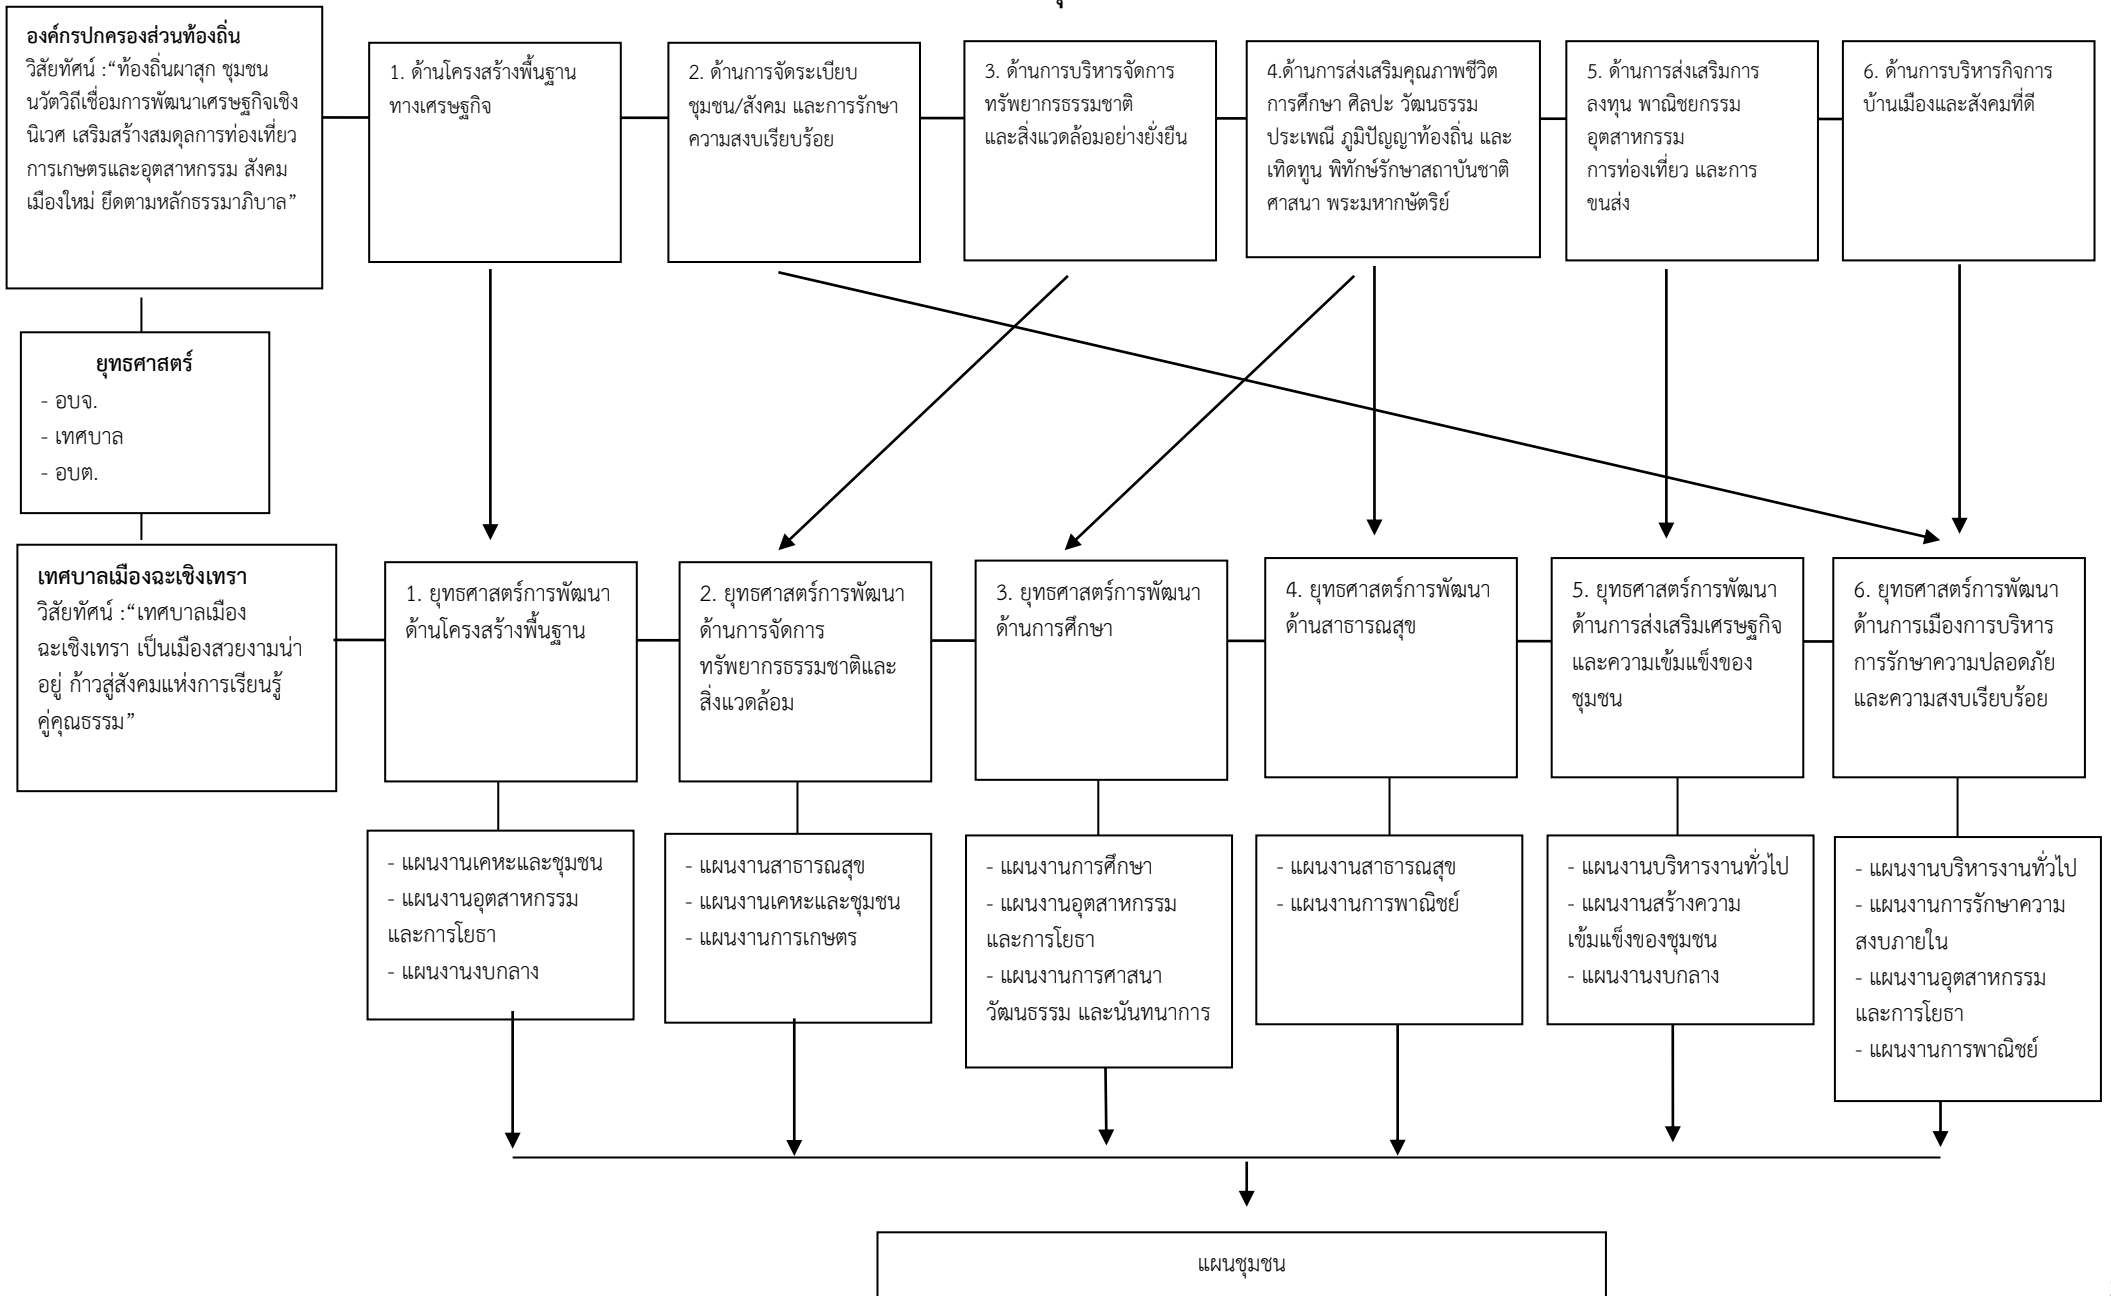 องค์กรปกครองส่วนท้องถิ่น
วิสัยทัศน์ :“ท้องถิ่นผาสุก ชุมชน
นวัตวิถีเชื่อมการพัฒนาเศรษฐกิจเชิง
นิเวศ เสริมสร้างสมดุลการท่องเที่ยว
การเกษตรและอุตสาหกรรม สังคม
เมืองใหม่ ยึดตามหลักธรรมาภิบาล”
1. ด้านโครงสร้างพื้นฐาน
ทางเศรษฐกิจ
2. ด้านการจัดระเบียบ
ชุมชน/สังคม และการรักษา
ความสงบเรียบร้อย
3. ด้านการบริหารจัดการ
ทรัพยากรธรรมชาติ
และสิ่งแวดล้อมอย่างยั่งยืน
4.ด้านการส่งเสริมคุณภาพชีวิต
การศึกษา ศิลปะ วัฒนธรรม
ประเพณี ภูมิปัญญาท้องถิ่น และ
เทิดทูน พิทักษ์รักษาสถาบันชาติ
ศาสนา พระมหากษัตริย์
5. ด้านการส่งเสริมการ
ลงทุน พาณิชยกรรม
อุตสาหกรรม
การท่องเที่ยว และการ
ขนส่ง
6. ด้านการบริหารกิจการ
บ้านเมืองและสังคมที่ดี
ยุทธศาสตร์
- อบจ.
- เทศบาล
- อบต.
เทศบาลเมืองฉะเชิงเทรา
วิสัยทัศน์ :“เทศบาลเมือง
ฉะเชิงเทรา เป็นเมืองสวยงามน่า
อยู่ ก้าวสู่สังคมแห่งการเรียนรู้
คู่คุณธรรม”
1. ยุทธศาสตร์การพัฒนา
ด้านโครงสร้างพื้นฐาน
2. ยุทธศาสตร์การพัฒนา
ด้านการจัดการ
ทรัพยากรธรรมชาติและ
สิ่งแวดล้อม
3. ยุทธศาสตร์การพัฒนา
ด้านการศึกษา
4. ยุทธศาสตร์การพัฒนา
ด้านสาธารณสุข
5. ยุทธศาสตร์การพัฒนา
ด้านการส่งเสริมเศรษฐกิจ
และความเข้มแข็งของ
ชุมชน
6. ยุทธศาสตร์การพัฒนา
ด้านการเมืองการบริหาร
การรักษาความปลอดภัย
และความสงบเรียบร้อย
- แผนงานเคหะและชุมชน
- แผนงานอุตสาหกรรม
และการโยธา
- แผนงานงบกลาง
- แผนงานสาธารณสุข
- แผนงานเคหะและชุมชน
- แผนงานการเกษตร
- แผนงานการศึกษา
- แผนงานอุตสาหกรรม
และการโยธา
- แผนงานการศาสนา
วัฒนธรรม และนันทนาการ
- แผนงานสาธารณสุข
- แผนงานการพาณิชย์
- แผนงานบริหารงานทั่วไป
- แผนงานสร้างความ
เข้มแข็งของชุมชน
- แผนงานงบกลาง
- แผนงานบริหารงานทั่วไป
- แผนงานการรักษาความ
สงบภายใน
- แผนงานอุตสาหกรรม
และการโยธา
- แผนงานการพาณิชย์
แผนชุมชน